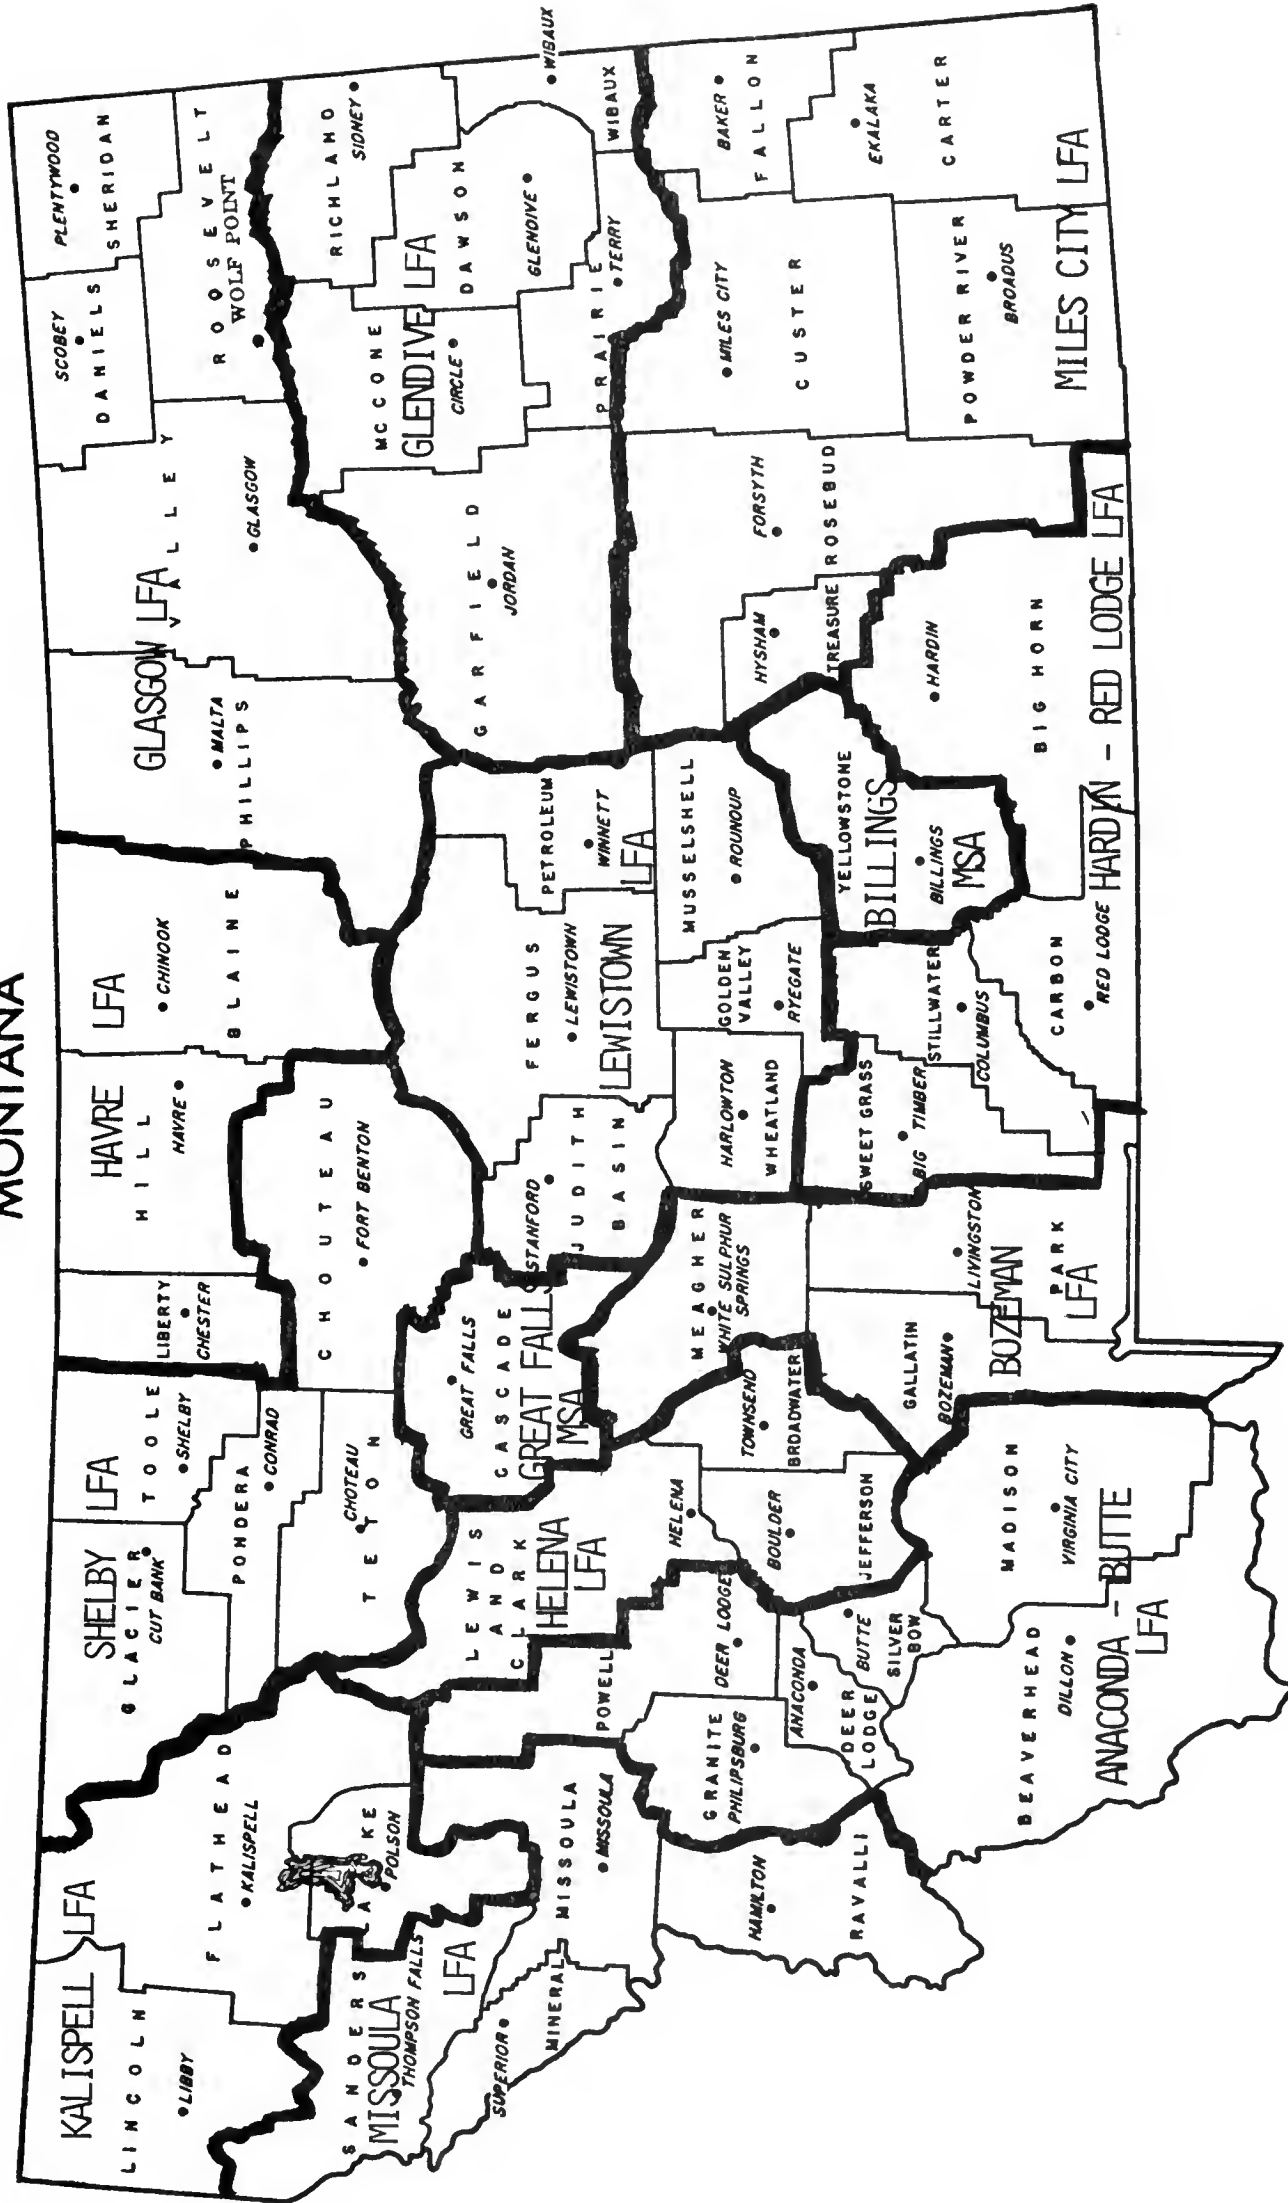 MONTANA
KALISPELL LFA
LINCOLN
LIBBY
FLATHEAD
KALISPELL
SHELBY LFA
GLACIER
CUT BANK
TOOLE
SHELBY
PONDERA
CONRAD
CHOTEAU
TETON
LIBERTY
CHESTER
HAVRE LFA
HILL
HAVRE
CHINOOK
BLAINE
CHOUTEAU
FORT BENTON
GLASGOW LFA
MALTA
PHILLIPS
VALLEY
GLASGOW
SCOBEY
DANIELS
PLENTYWOOD
SHERIDAN
ROOSEVELT
WOLF POINT
SANDERS
MISSOULA
THOMPSON FALLS
LFA
LAKE
POLSON
SUPERIOR
MINERAL
MISSOULA
MISSOULA
HAMILTON
RAVALLI
LEWIS
AND
CLARK
HELENA
LFA
HELENA
POWELL
DEER LODGE
BOULDER
JEFFERSON
TOWNSEND
BROADWATER
GREAT FALLS
CASCADE
GREAT FALLS
MSA
STANFORD
JUDITH
BASIN
FERGUS
LEWISTOWN
LEWISTOWN
LFA
PETROLEUM
WINNETT
MUSSELSHELL
ROUNDUP
GOLDEN
VALLEY
RYEGATE
HARLOWTON
WHEATLAND
MEAGHER
WHITE SULPHUR
SPRINGS
GARFIELD
JORDAN
MCCONE
GLENDIVE LFA
CIRCLE
RICHLAND
SIDNEY
DAWSON
GLENDIVE
PRAIRIE
TERRY
WIBAUX
WIBAUX
GRANITE
PHILIPSBURG
ANACONDA
DEER
LODGE
BUTTE
SILVER
BOW
MADISON
VIRGINIA CITY
BEAVERHEAD
DILLON
ANACONDA - BUTTE
LFA
GALLATIN
BOZEMAN
BOZEMAN
LIVINGSTON
PARK
LFA
SWEET GRASS
BIG TIMBER
STILLWATER
COLUMBUS
CARBON
RED LODGE
YELLOWSTONE
BILLINGS
BILLINGS
MSA
HARDIN
BIG HORN
HARDIN - RED LODGE LFA
HYSHAM
TREASURE
FORSYTH
ROSEBUD
MILES CITY
CUSTER
BAKER
FALLON
EKALAKA
CARTER
POWDER RIVER
BROADUS
MILES CITY LFA